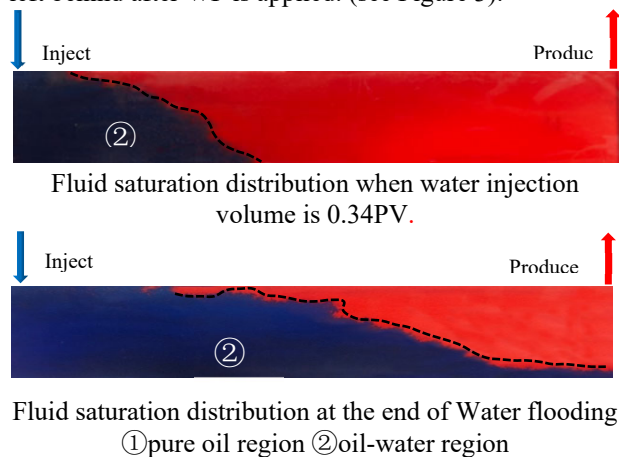 Inject
Produc
②
Fluid saturation distribution when water injection
volume is 0.34PV.
Inject
Produce
②
Fluid saturation distribution at the end of Water flooding
①pure oil region ②oil-water region